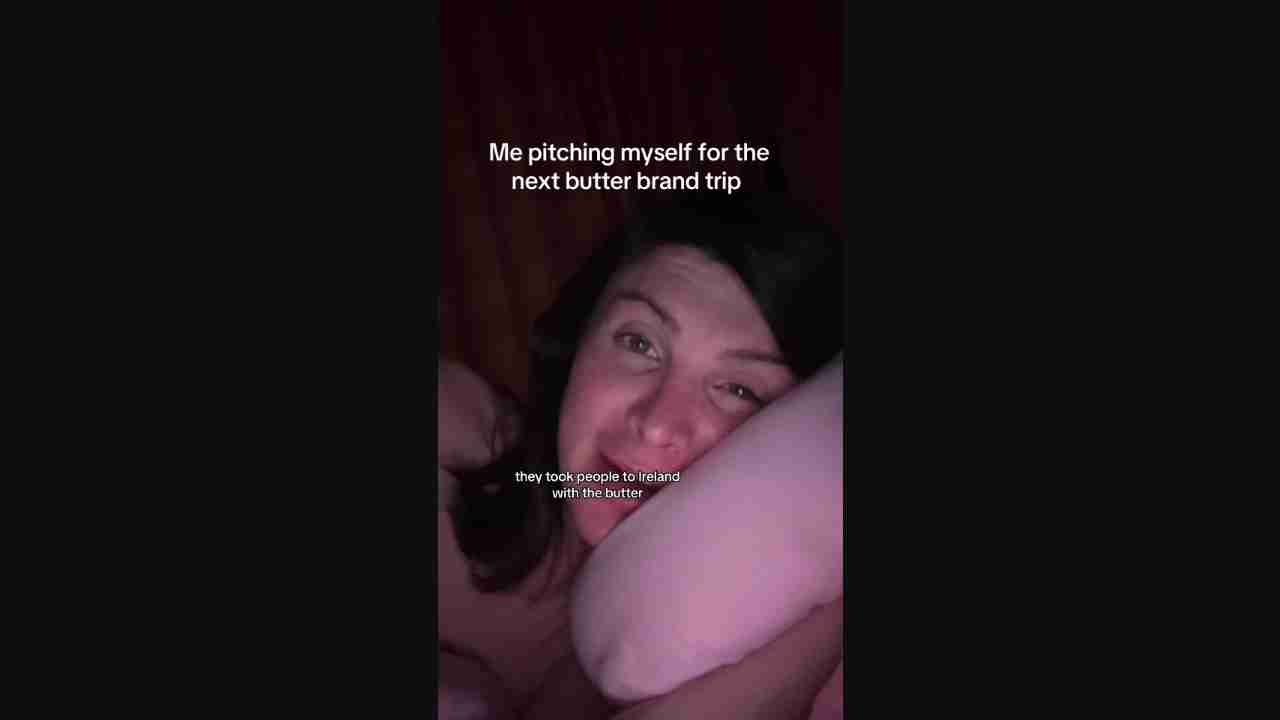 Me pitching myself for the
next butter brand trip
they took people to Ireland
with the butter